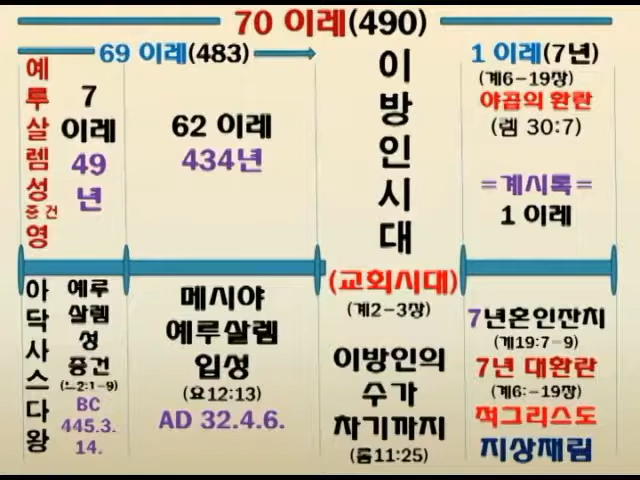 70 이레(490)
69 이레(483)
예루살렘성중건영
7
이레
49
년
62 이레
434년
이방인시대
1 이레(7년)
(계6-19장)
야곱의 환란
(렘 30:7)
=계시록=
1 이레
아닥사스다왕
예루
살렘
성
중건
(느2:1-9)
BC
445.3.
14.
메시야
예루살렘
입성
(요12:13)
AD 32.4.6.
(교회시대)
(계2-3장)
이방인의
수가
차기까지
(롬11:25)
7년혼인잔치
(계19:7-9)
7년 대환란
(계6:-19장)
적그리스도
지상재림